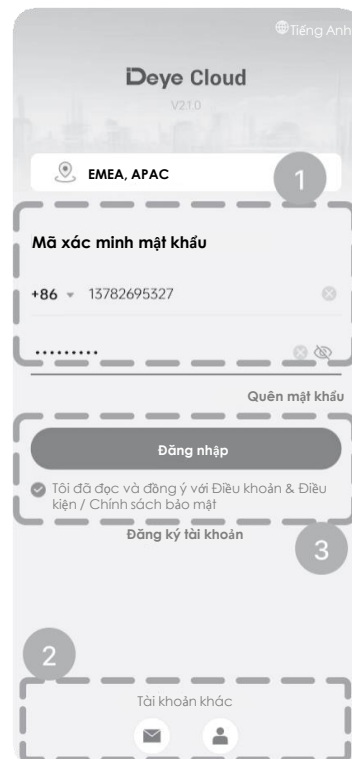 Tiếng Anh
Deye Cloud
V2.1.0
EMEA, APAC
1
Mã xác minh mật khẩu
+86 13782695327
•••••••••
Quên mật khẩu
Đăng nhập
Tôi đã đọc và đồng ý với Điều khoản & Điều
kiện / Chính sách bảo mật
Đăng ký tài khoản
3
2
Tài khoản khác